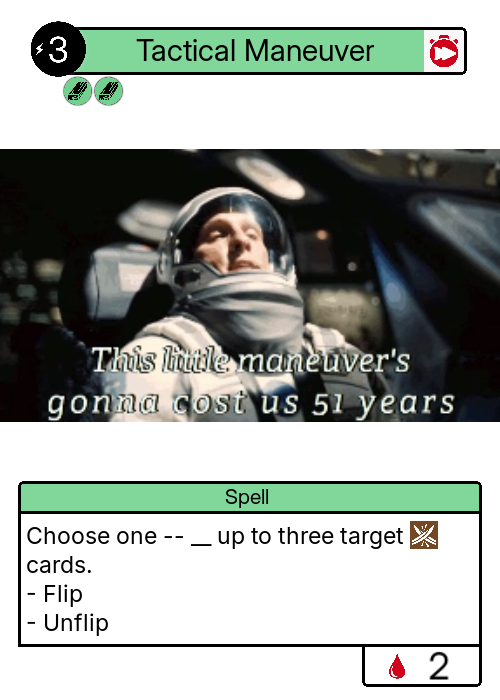 3
Tactical Maneuver
This little maneuver's
gonna cost us 51 years
Spell
Choose one -- __ up to three target
cards.
- Flip
- Unflip
2